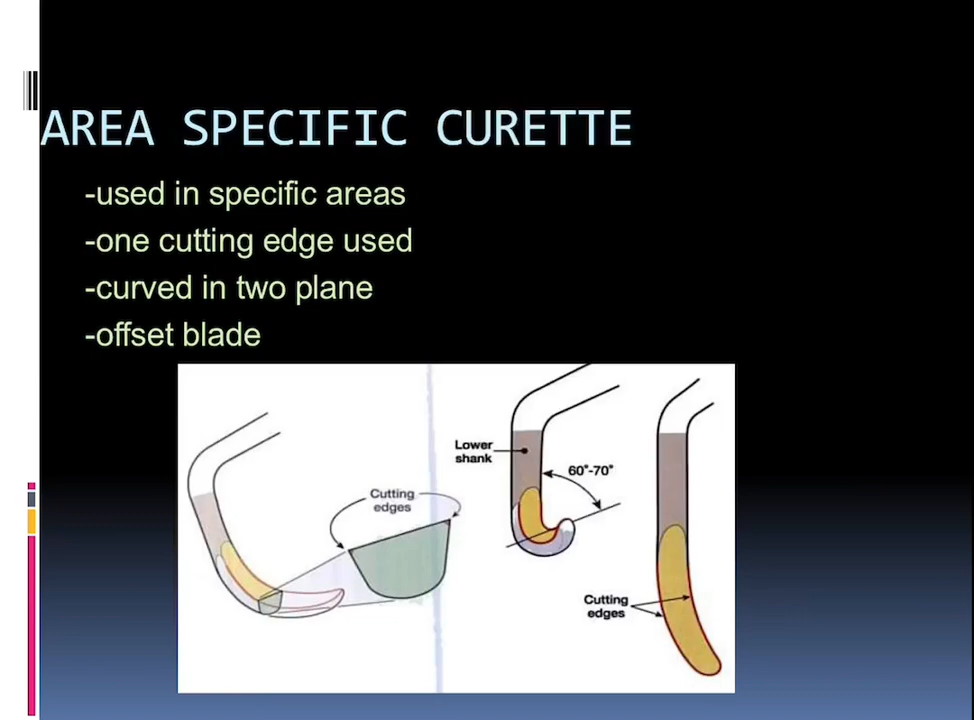 AREA SPECIFIC CURETTE
-used in specific areas
-one cutting edge used
-curved in two plane
-offset blade
Cutting
edges
Lower
shank
60°-70°
Cutting
edges